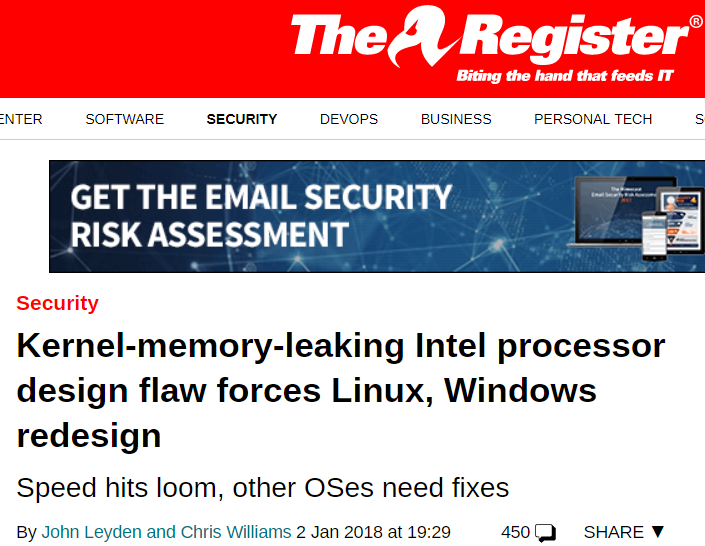 The Register®
Biting the hand that feeds IT
ENTER SOFTWARE SECURITY DEVOPS BUSINESS PERSONAL TECH S
GET THE EMAIL SECURITY
RISK ASSESSMENT
Security
Kernel-memory-leaking Intel processor
design flaw forces Linux, Windows
redesign
Speed hits loom, other OSes need fixes
By John Leyden and Chris Williams 2 Jan 2018 at 19:29 450 SHARE ▼